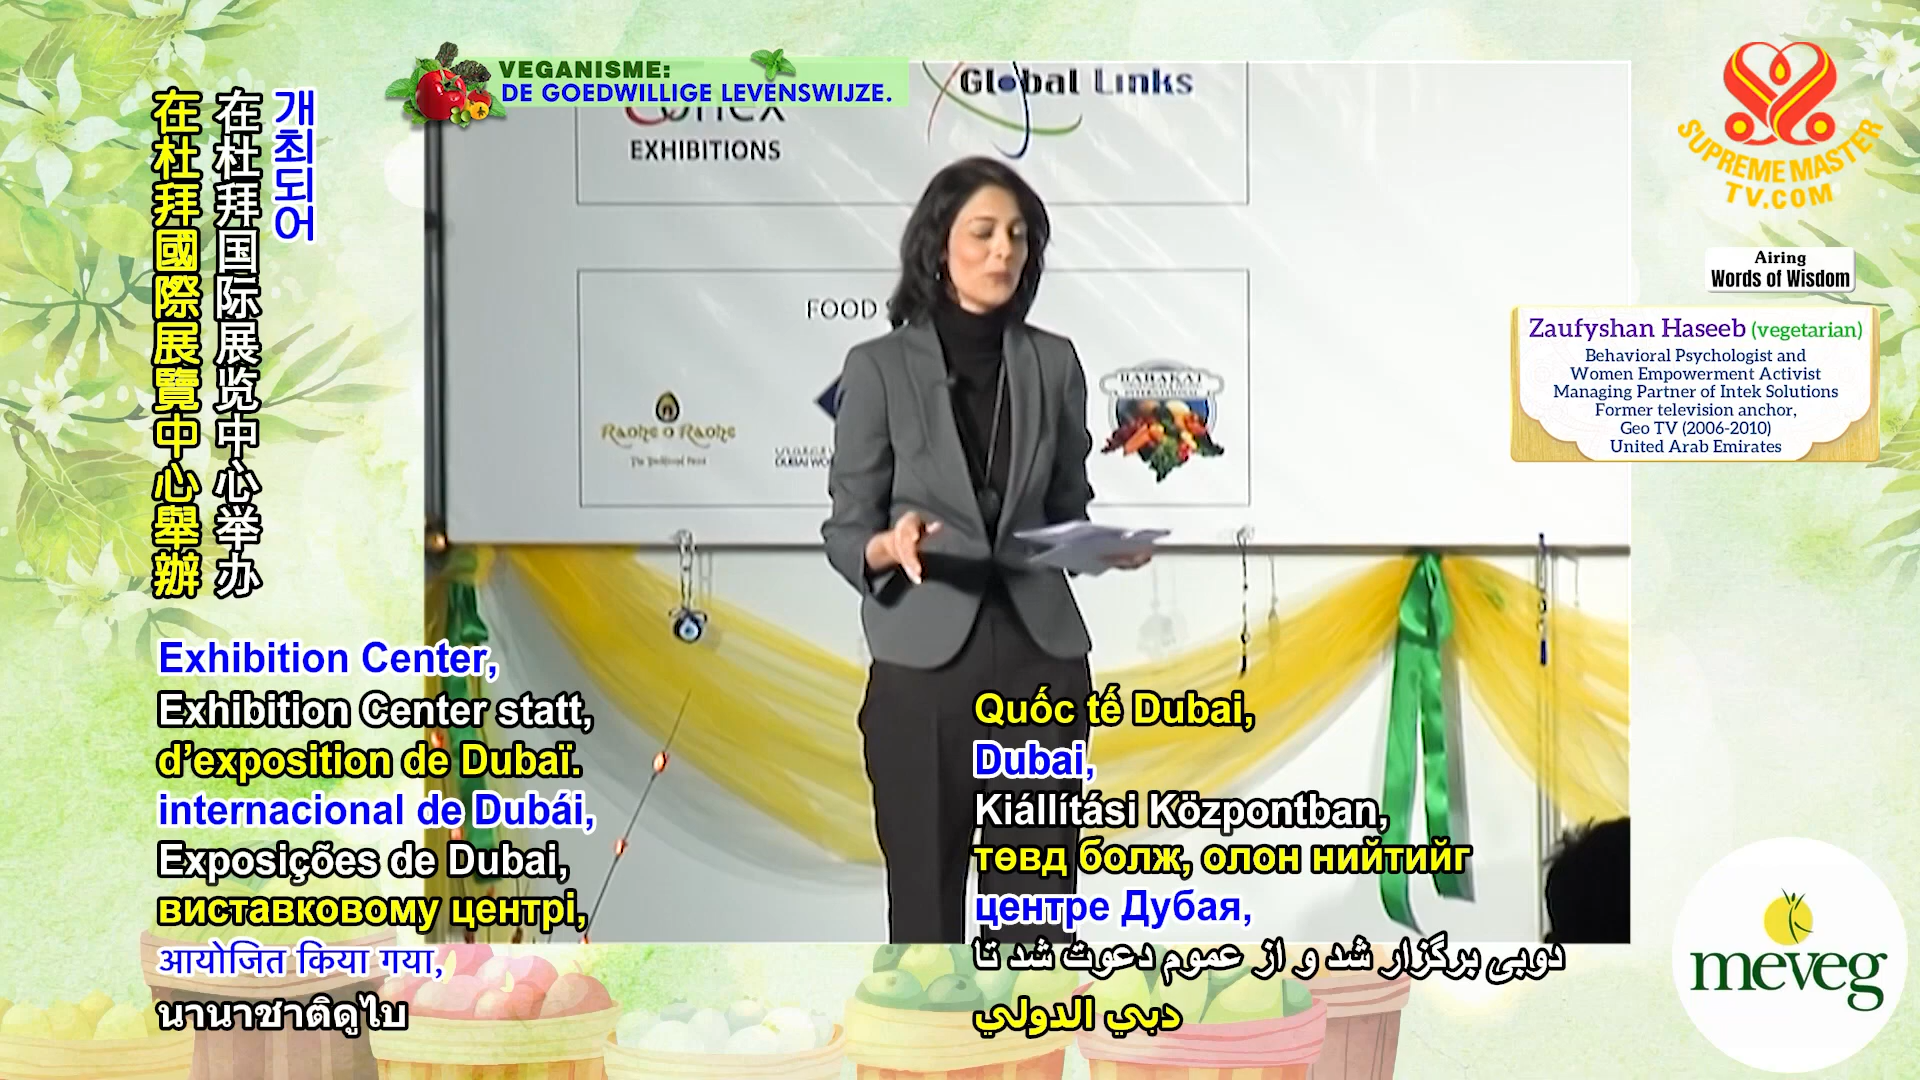 VEGANISME:
DE GOEDWILLIGE LEVENSWIJZE.
Global Links
EXHIBITIONS
FOOD
Raohe o Raohe
BARAKAT
INTERNATIONAL
SUPREME MASTER
TV.COM
Airing
Words of Wisdom
Zaufyshan Haseeb (vegetarian)
Behavioral Psychologist and
Women Empowerment Activist
Managing Partner of Intek Solutions
Former television anchor,
Geo TV (2006-2010)
United Arab Emirates
개최되어
在杜拜国际展览中心举办
在杜拜國際展覽中心舉辦
Exhibition Center,
Exhibition Center statt,
d’exposition de Dubaï.
internacional de Dubái,
Exposições de Dubai,
виставковому центрі,
आयोजित किया गया,
นานาชาติดูไบ
Quốc tế Dubai,
Dubai,
Kiállítási Központban,
төвд болж, олон нийтийг
центре Дубая,
دوبی برگزار شد و از عموم دعوت شد تا
دبي الدولي
meveg